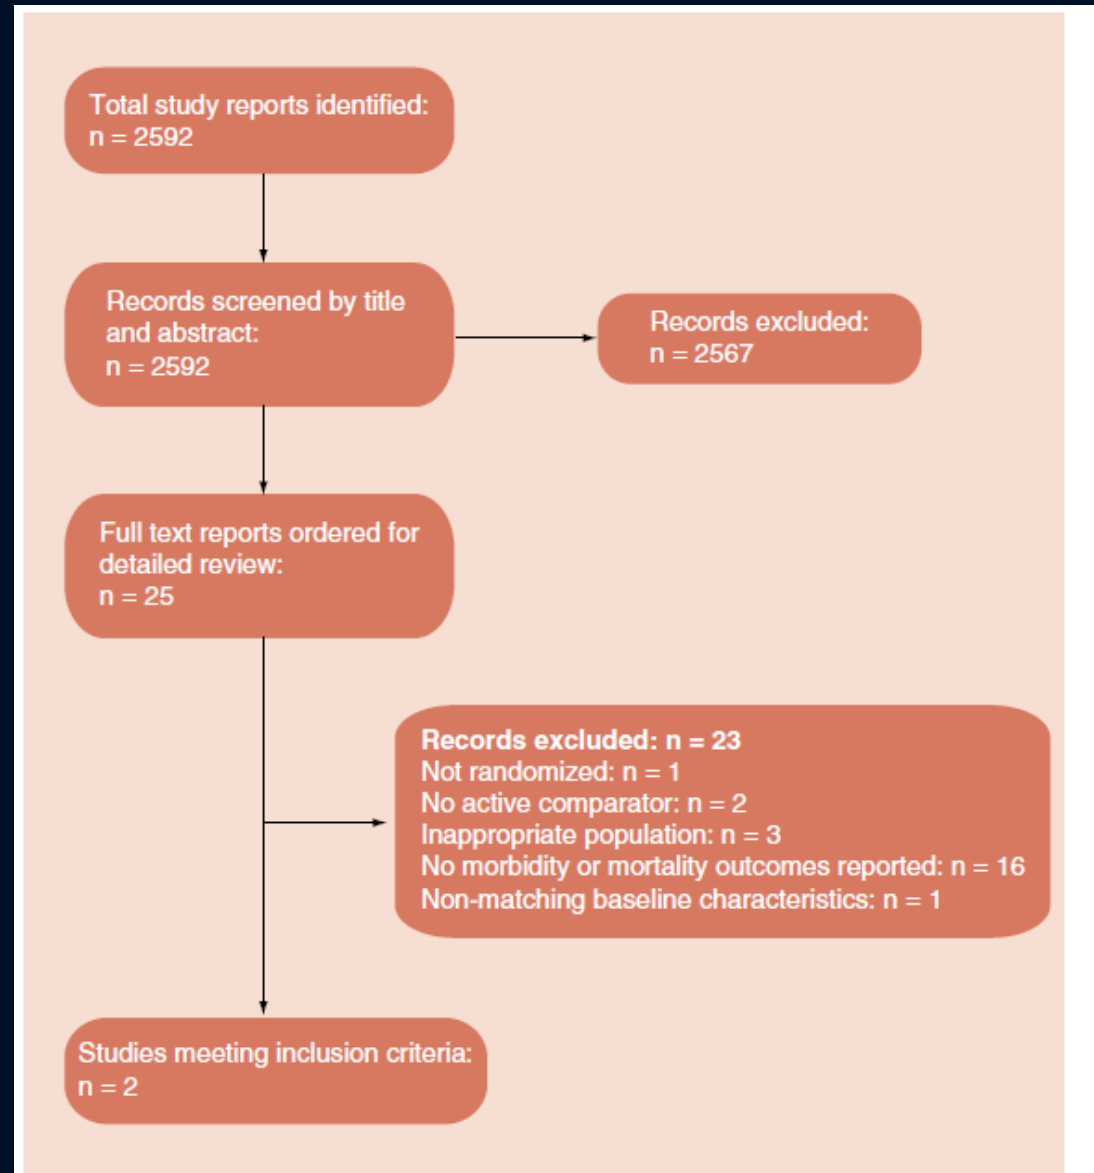 Total study reports identified:
n = 2592
Records screened by title
and abstract:
n = 2592
Records excluded:
n = 2567
Full text reports ordered for
detailed review:
n = 25
Records excluded: n = 23
Not randomized: n = 1
No active comparator: n = 2
Inappropriate population: n = 3
No morbidity or mortality outcomes reported: n = 16
Non-matching baseline characteristics: n = 1
Studies meeting inclusion criteria:
n = 2